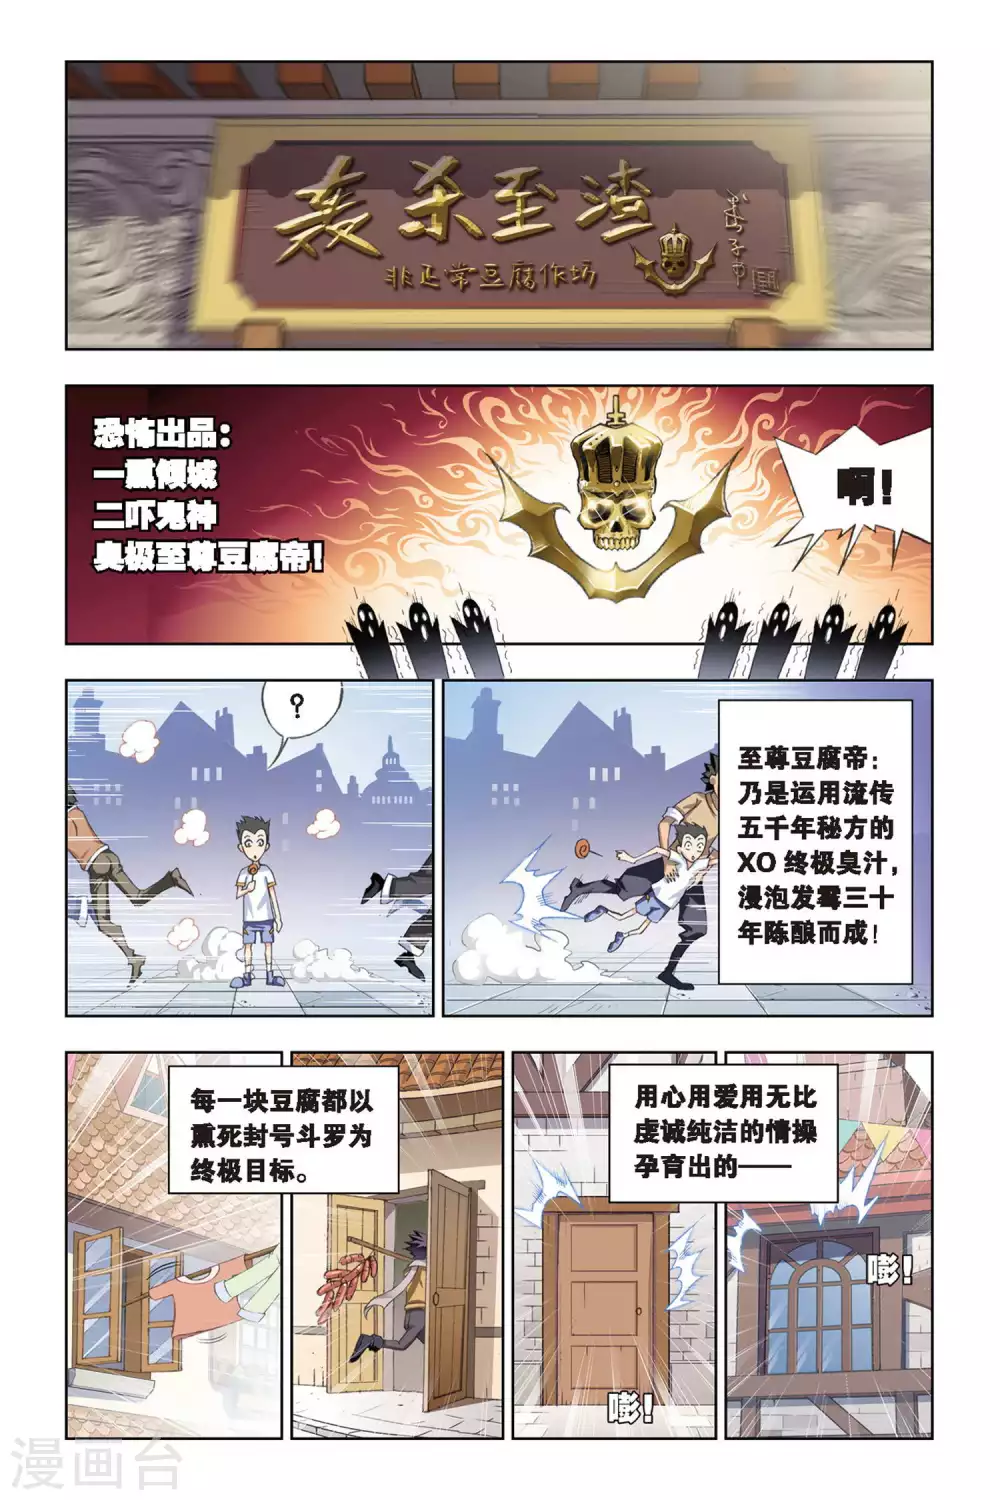 轰杀至渣
非正常豆腐作坊
恐怖出品：
一熏倾城
二吓鬼神
臭极至尊豆腐帝！
啊！
？
至尊豆腐帝：
乃是运用流传
五千年秘方的
XO终极臭汁，
浸泡发霉三十
年陈酿而成！
每一块豆腐都以
熏死封号斗罗为
终极目标。
用心用爱用无比
虔诚纯洁的情操
孕育出的——
嘭！
嘭！
漫画台